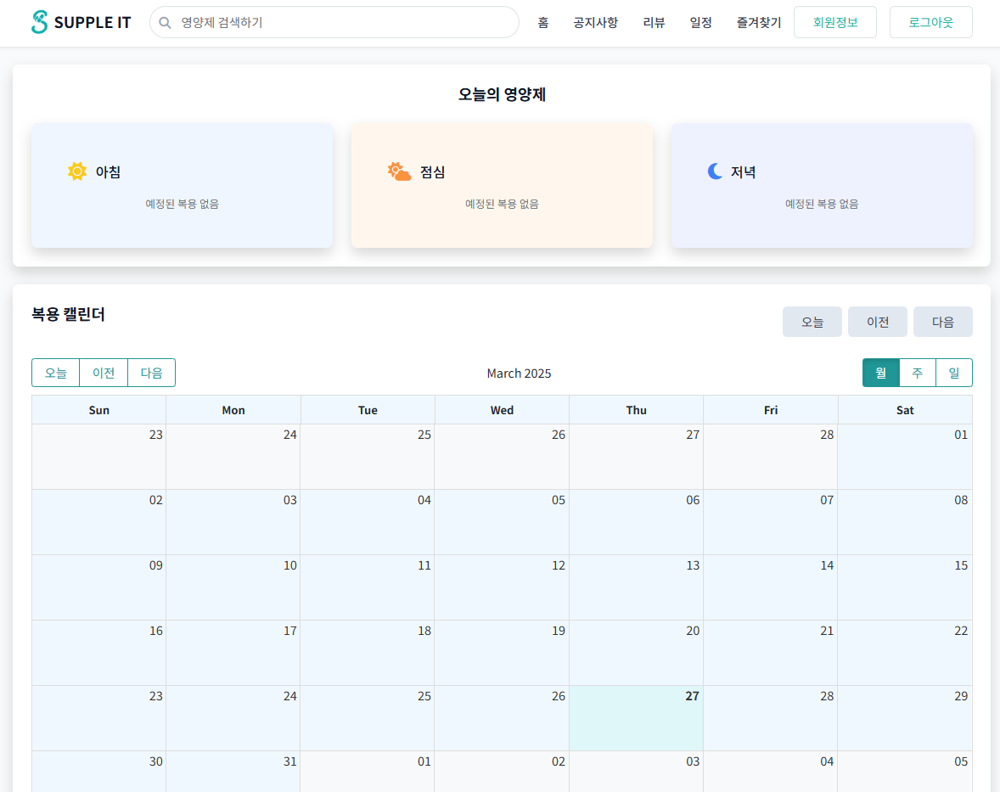 SUPPLE IT 영양제 검색하기 홈 공지사항 리뷰 일정 즐겨찾기 회원정보 로그아웃
오늘의 영양제
아침 점심 저녁
예정된 복용 없음 예정된 복용 없음 예정된 복용 없음
복용 캘린더
오늘 이전 다음
오늘 이전 다음 March 2025 월 주 일
Sun Mon Tue Wed Thu Fri Sat
23 24 25 26 27 28 01
02 03 04 05 06 07 08
09 10 11 12 13 14 15
16 17 18 19 20 21 22
23 24 25 26 27 28 29
30 31 01 02 03 04 05